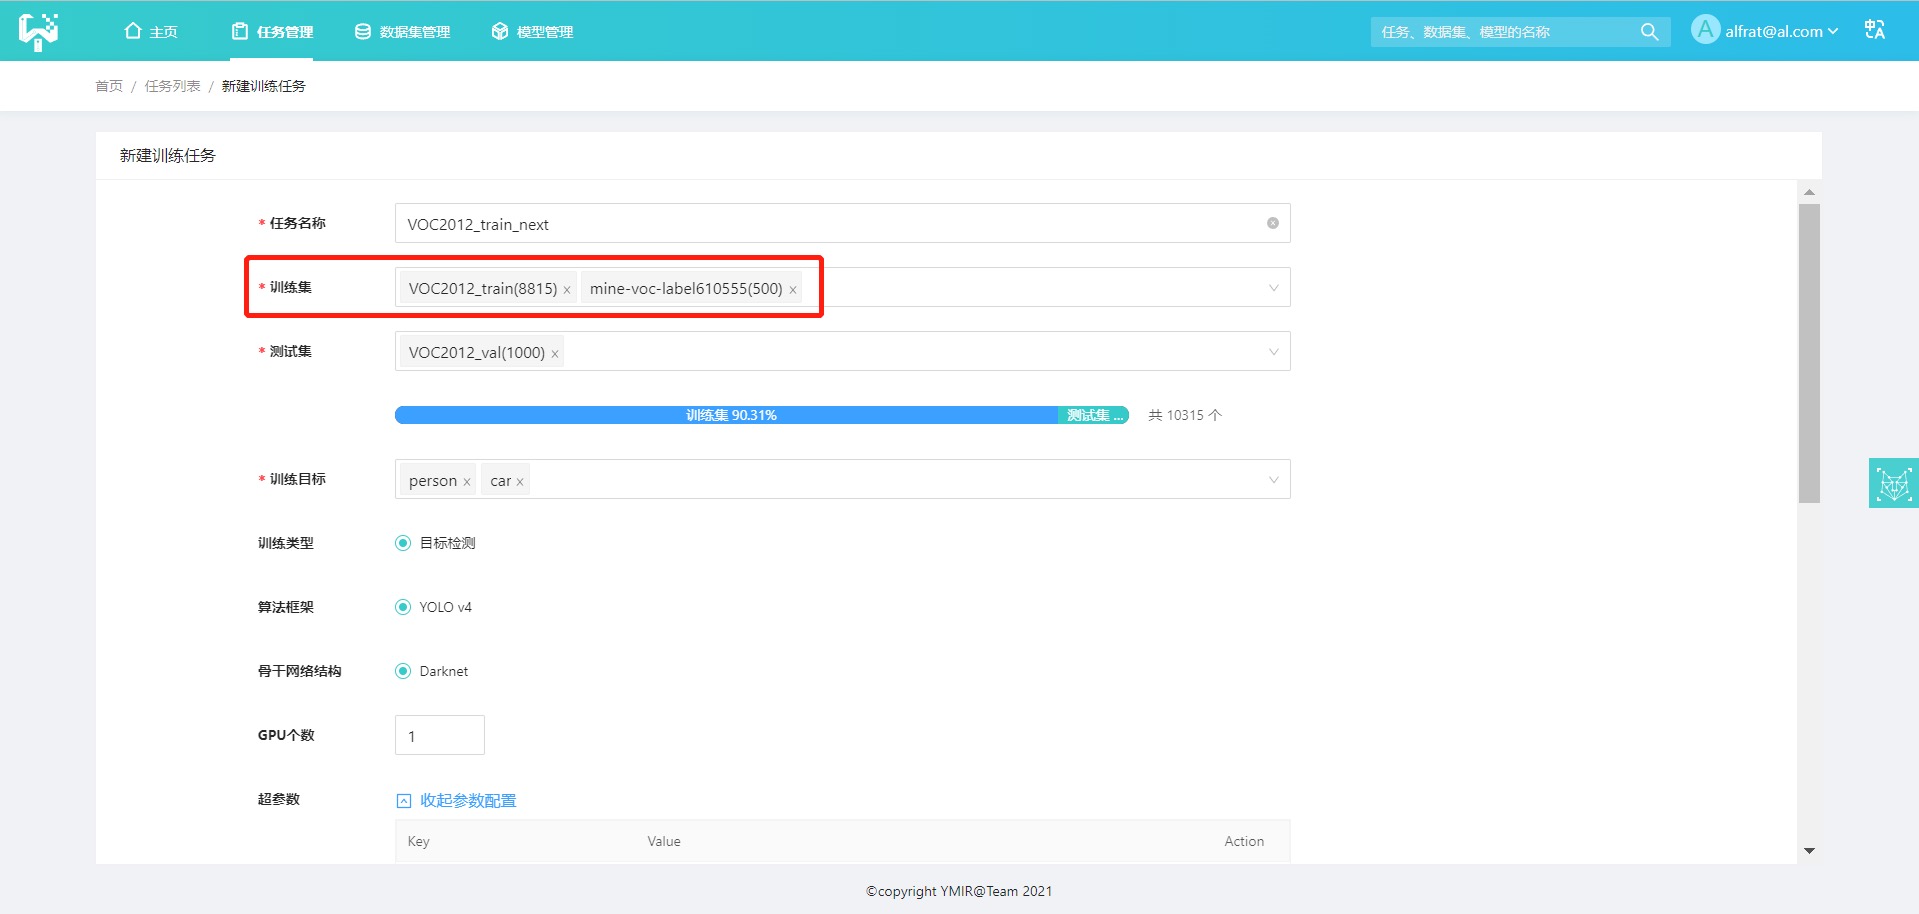 主页 任务管理 数据集管理 模型管理 任务、数据集、模型的名称 A alfrat@al.com 中A
首页 / 任务列表 / 新建训练任务
新建训练任务
* 任务名称 VOC2012_train_next
* 训练集 VOC2012_train(8815) × mine-voc-label610555(500) ×
* 测试集 VOC2012_val(1000) ×
训练集 90.31% 测试集 ... 共 10315 个
* 训练目标 person × car ×
训练类型 目标检测
算法框架 YOLO v4
骨干网络结构 Darknet
GPU个数 1
超参数 收起参数配置
Key Value Action
©copyright YMIR@Team 2021